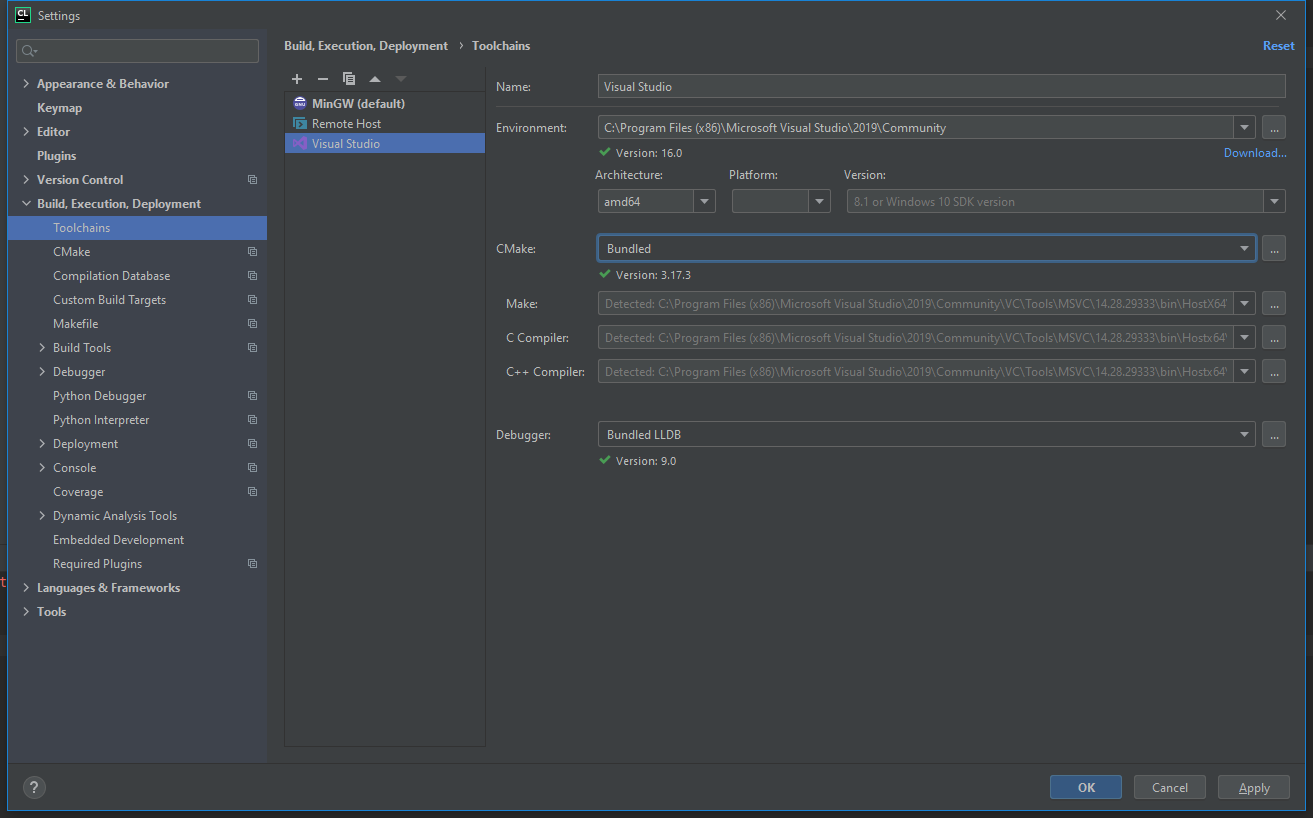 CL Settings
Build, Execution, Deployment › Toolchains
Reset
Appearance & Behavior
Keymap
Editor
Plugins
Version Control
Build, Execution, Deployment
Toolchains
CMake
Compilation Database
Custom Build Targets
Makefile
Build Tools
Debugger
Python Debugger
Python Interpreter
Deployment
Console
Coverage
Dynamic Analysis Tools
Embedded Development
Required Plugins
Languages & Frameworks
Tools
MinGW (default)
Remote Host
Visual Studio
Name: Visual Studio
Environment: C:\Program Files (x86)\Microsoft Visual Studio\2019\Community ...
Version: 16.0 Download...
Architecture: Platform: Version:
amd64 8.1 or Windows 10 SDK version
CMake: Bundled ...
Version: 3.17.3
Make: Detected: C:\Program Files (x86)\Microsoft Visual Studio\2019\Community\VC\Tools\MSVC\14.28.29333\bin\HostX64\ ...
C Compiler: Detected: C:\Program Files (x86)\Microsoft Visual Studio\2019\Community\VC\Tools\MSVC\14.28.29333\bin\Hostx64\ ...
C++ Compiler: Detected: C:\Program Files (x86)\Microsoft Visual Studio\2019\Community\VC\Tools\MSVC\14.28.29333\bin\Hostx64\ ...
Debugger: Bundled LLDB ...
Version: 9.0
t
? OK Cancel Apply